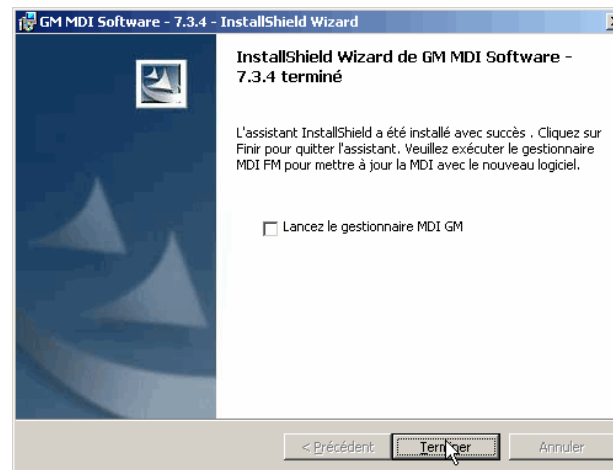 GM MDI Software - 7.3.4 - InstallShield Wizard
InstallShield Wizard de GM MDI Software -
7.3.4 terminé
L'assistant InstallShield a été installé avec succès . Cliquez sur
Finir pour quitter l'assistant. Veuillez exécuter le gestionnaire
MDI FM pour mettre à jour la MDI avec le nouveau logiciel.
Lancez le gestionnaire MDI GM
< Précédent Terminer Annuler